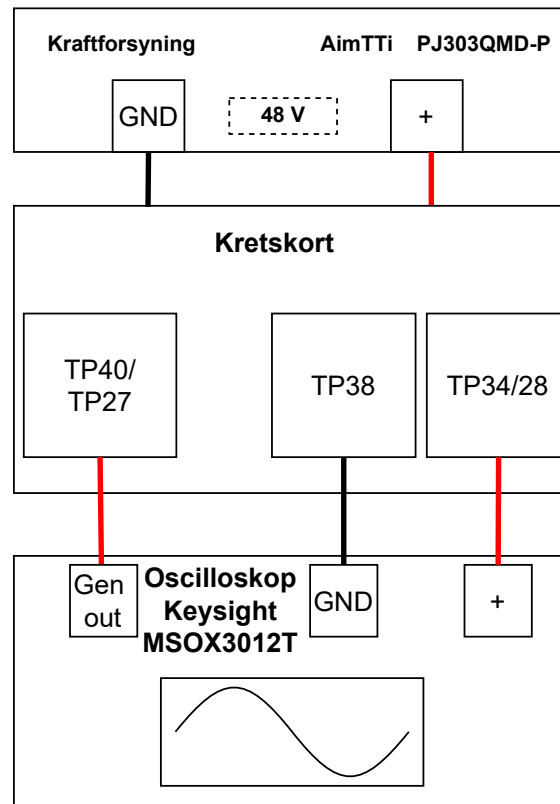 Kraftforsyning AimTTi PJ303QMD-P
GND 48 V +
Kretskort
TP40/
TP27
TP38
TP34/28
Gen
out
Oscilloskop
Keysight
MSOX3012T
GND
+